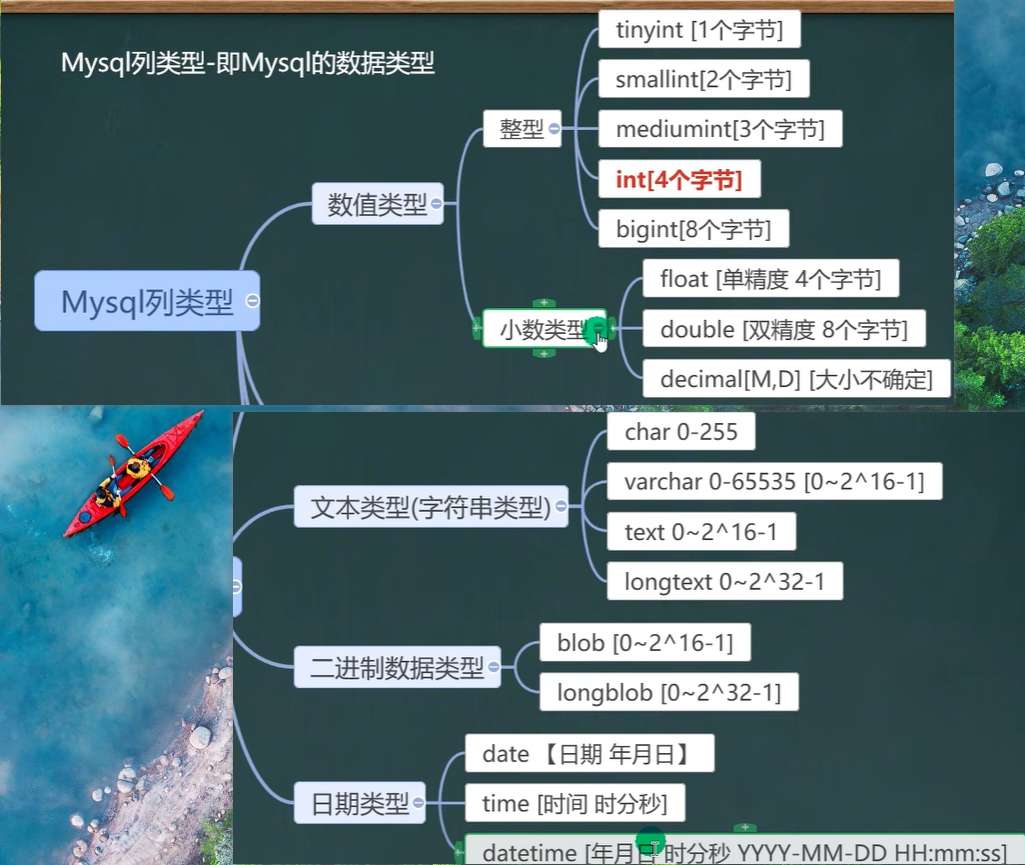 Mysql列类型-即Mysql的数据类型
Mysql列类型
数值类型
整型
tinyint [1个字节]
smallint[2个字节]
mediumint[3个字节]
int[4个字节]
bigint[8个字节]
小数类型
float [单精度 4个字节]
double [双精度 8个字节]
decimal[M,D] [大小不确定]
文本类型(字符串类型)
char 0-255
varchar 0-65535 [0~2^16-1]
text 0~2^16-1
longtext 0~2^32-1
二进制数据类型
blob [0~2^16-1]
longblob [0~2^32-1]
日期类型
date 【日期 年月日】
time [时间 时分秒]
datetime [年月日 时分秒 YYYY-MM-DD HH:mm:ss]